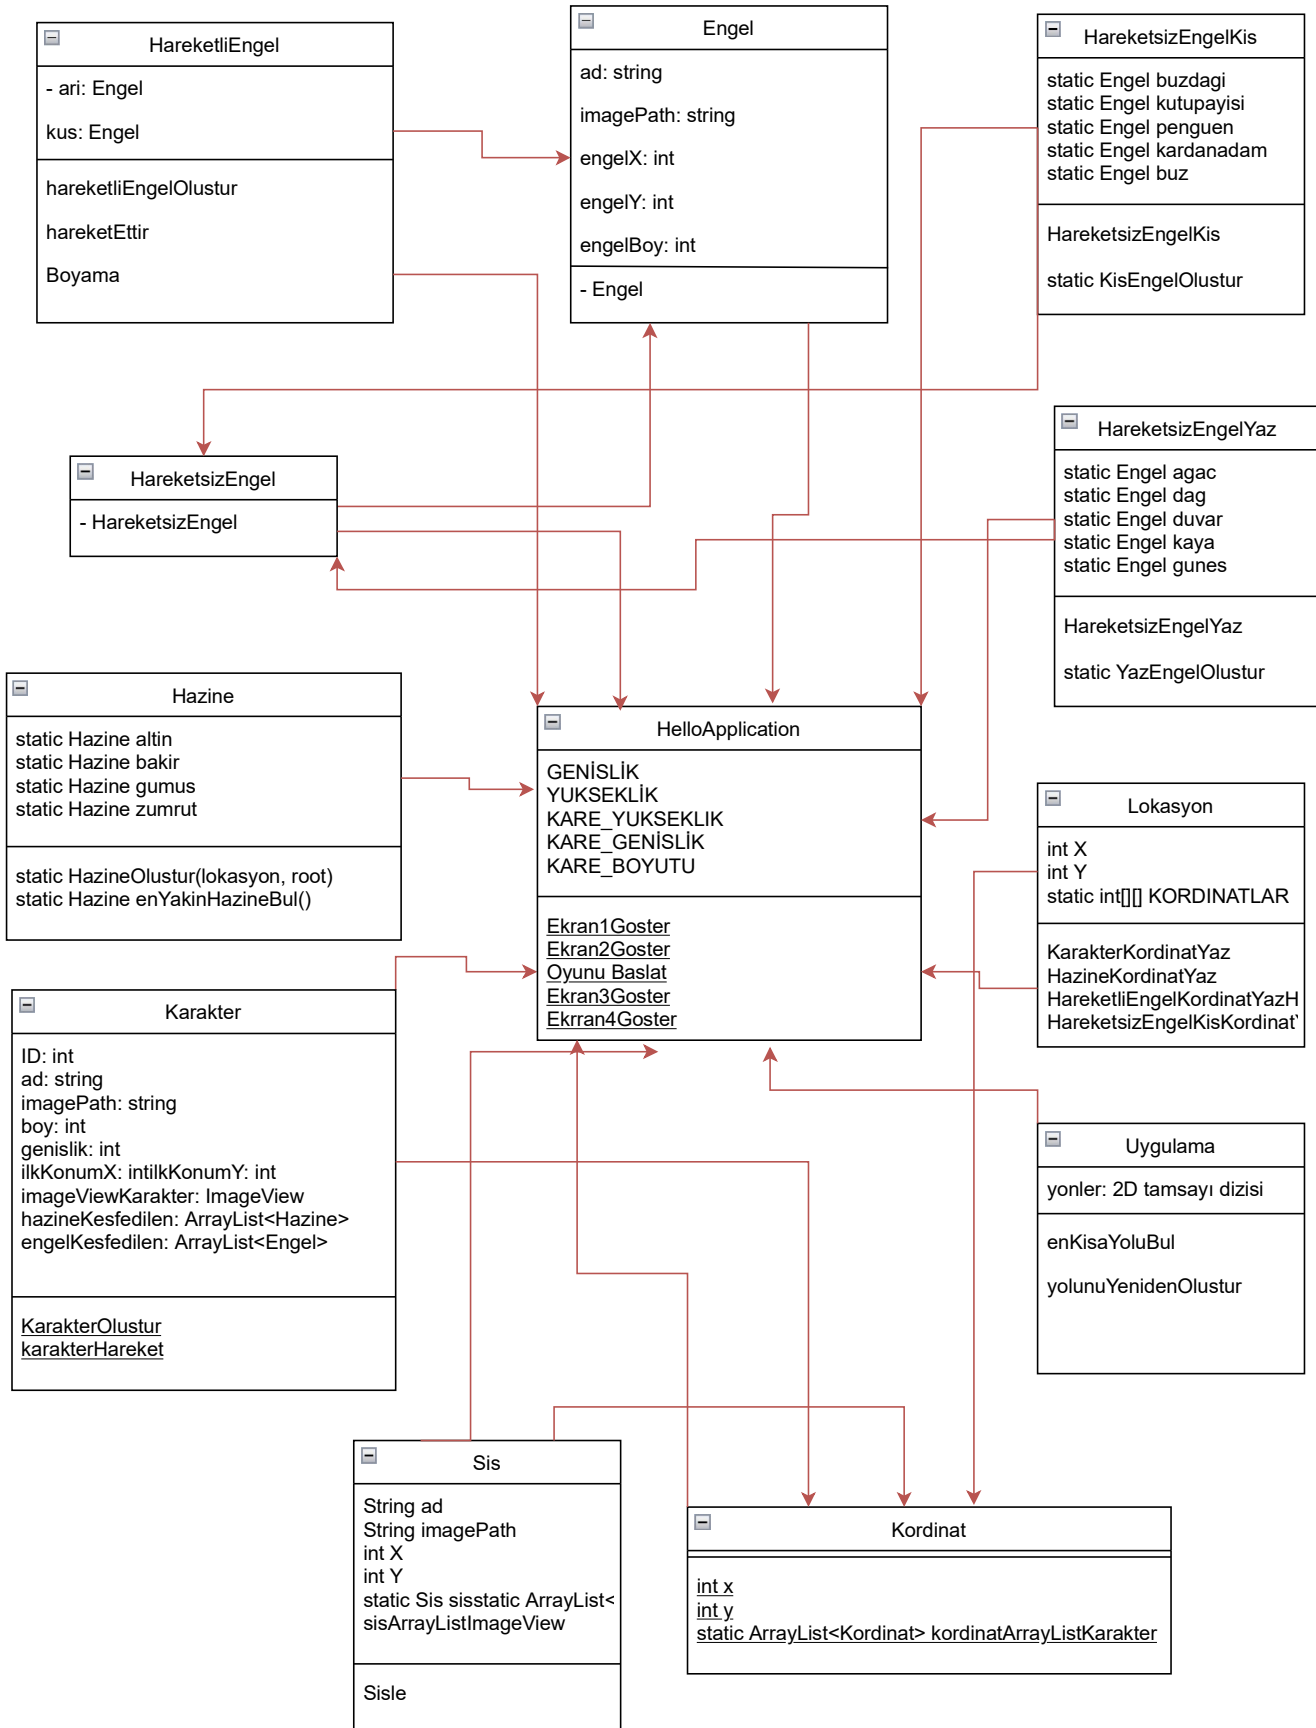 HareketliEngel
- ari: Engel
kus: Engel
hareketliEngelOlustur
hareketEttir
Boyama
Engel
ad: string
imagePath: string
engelX: int
engelY: int
engelBoy: int
- Engel
HareketsizEngelKis
static Engel buzdagi
static Engel kutupayisi
static Engel penguen
static Engel kardanadam
static Engel buz
HareketsizEngelKis
static KisEngelOlustur
HareketsizEngel
- HareketsizEngel
HareketsizEngelYaz
static Engel agac
static Engel dag
static Engel duvar
static Engel kaya
static Engel gunes
HareketsizEngelYaz
static YazEngelOlustur
Hazine
static Hazine altin
static Hazine bakir
static Hazine gumus
static Hazine zumrut
static HazineOlustur(lokasyon, root)
static Hazine enYakinHazineBul()
HelloApplication
GENİSLİK
YUKSEKLİK
KARE_YUKSEKLIK
KARE_GENİSLİK
KARE_BOYUTU
Ekran1Goster
Ekran2Goster
Oyunu Baslat
Ekran3Goster
Ekrran4Goster
Lokasyon
int X
int Y
static int[][] KORDINATLAR
KarakterKordinatYaz
HazineKordinatYaz
HareketliEngelKordinatYazH
HareketsizEngelKisKordinat
Karakter
ID: int
ad: string
imagePath: string
boy: int
genislik: int
ilkKonumX: intilkKonumY: int
imageViewKarakter: ImageView
hazineKesfedilen: ArrayList<Hazine>
engelKesfedilen: ArrayList<Engel>
KarakterOlustur
karakterHareket
Uygulama
yonler: 2D tamsayı dizisi
enKisaYoluBul
yolunuYenidenOlustur
Sis
String ad
String imagePath
int X
int Y
static Sis sisstatic ArrayList<
sisArrayListImageView
Sisle
Kordinat
int x
int y
static ArrayList<Kordinat> kordinatArrayListKarakter